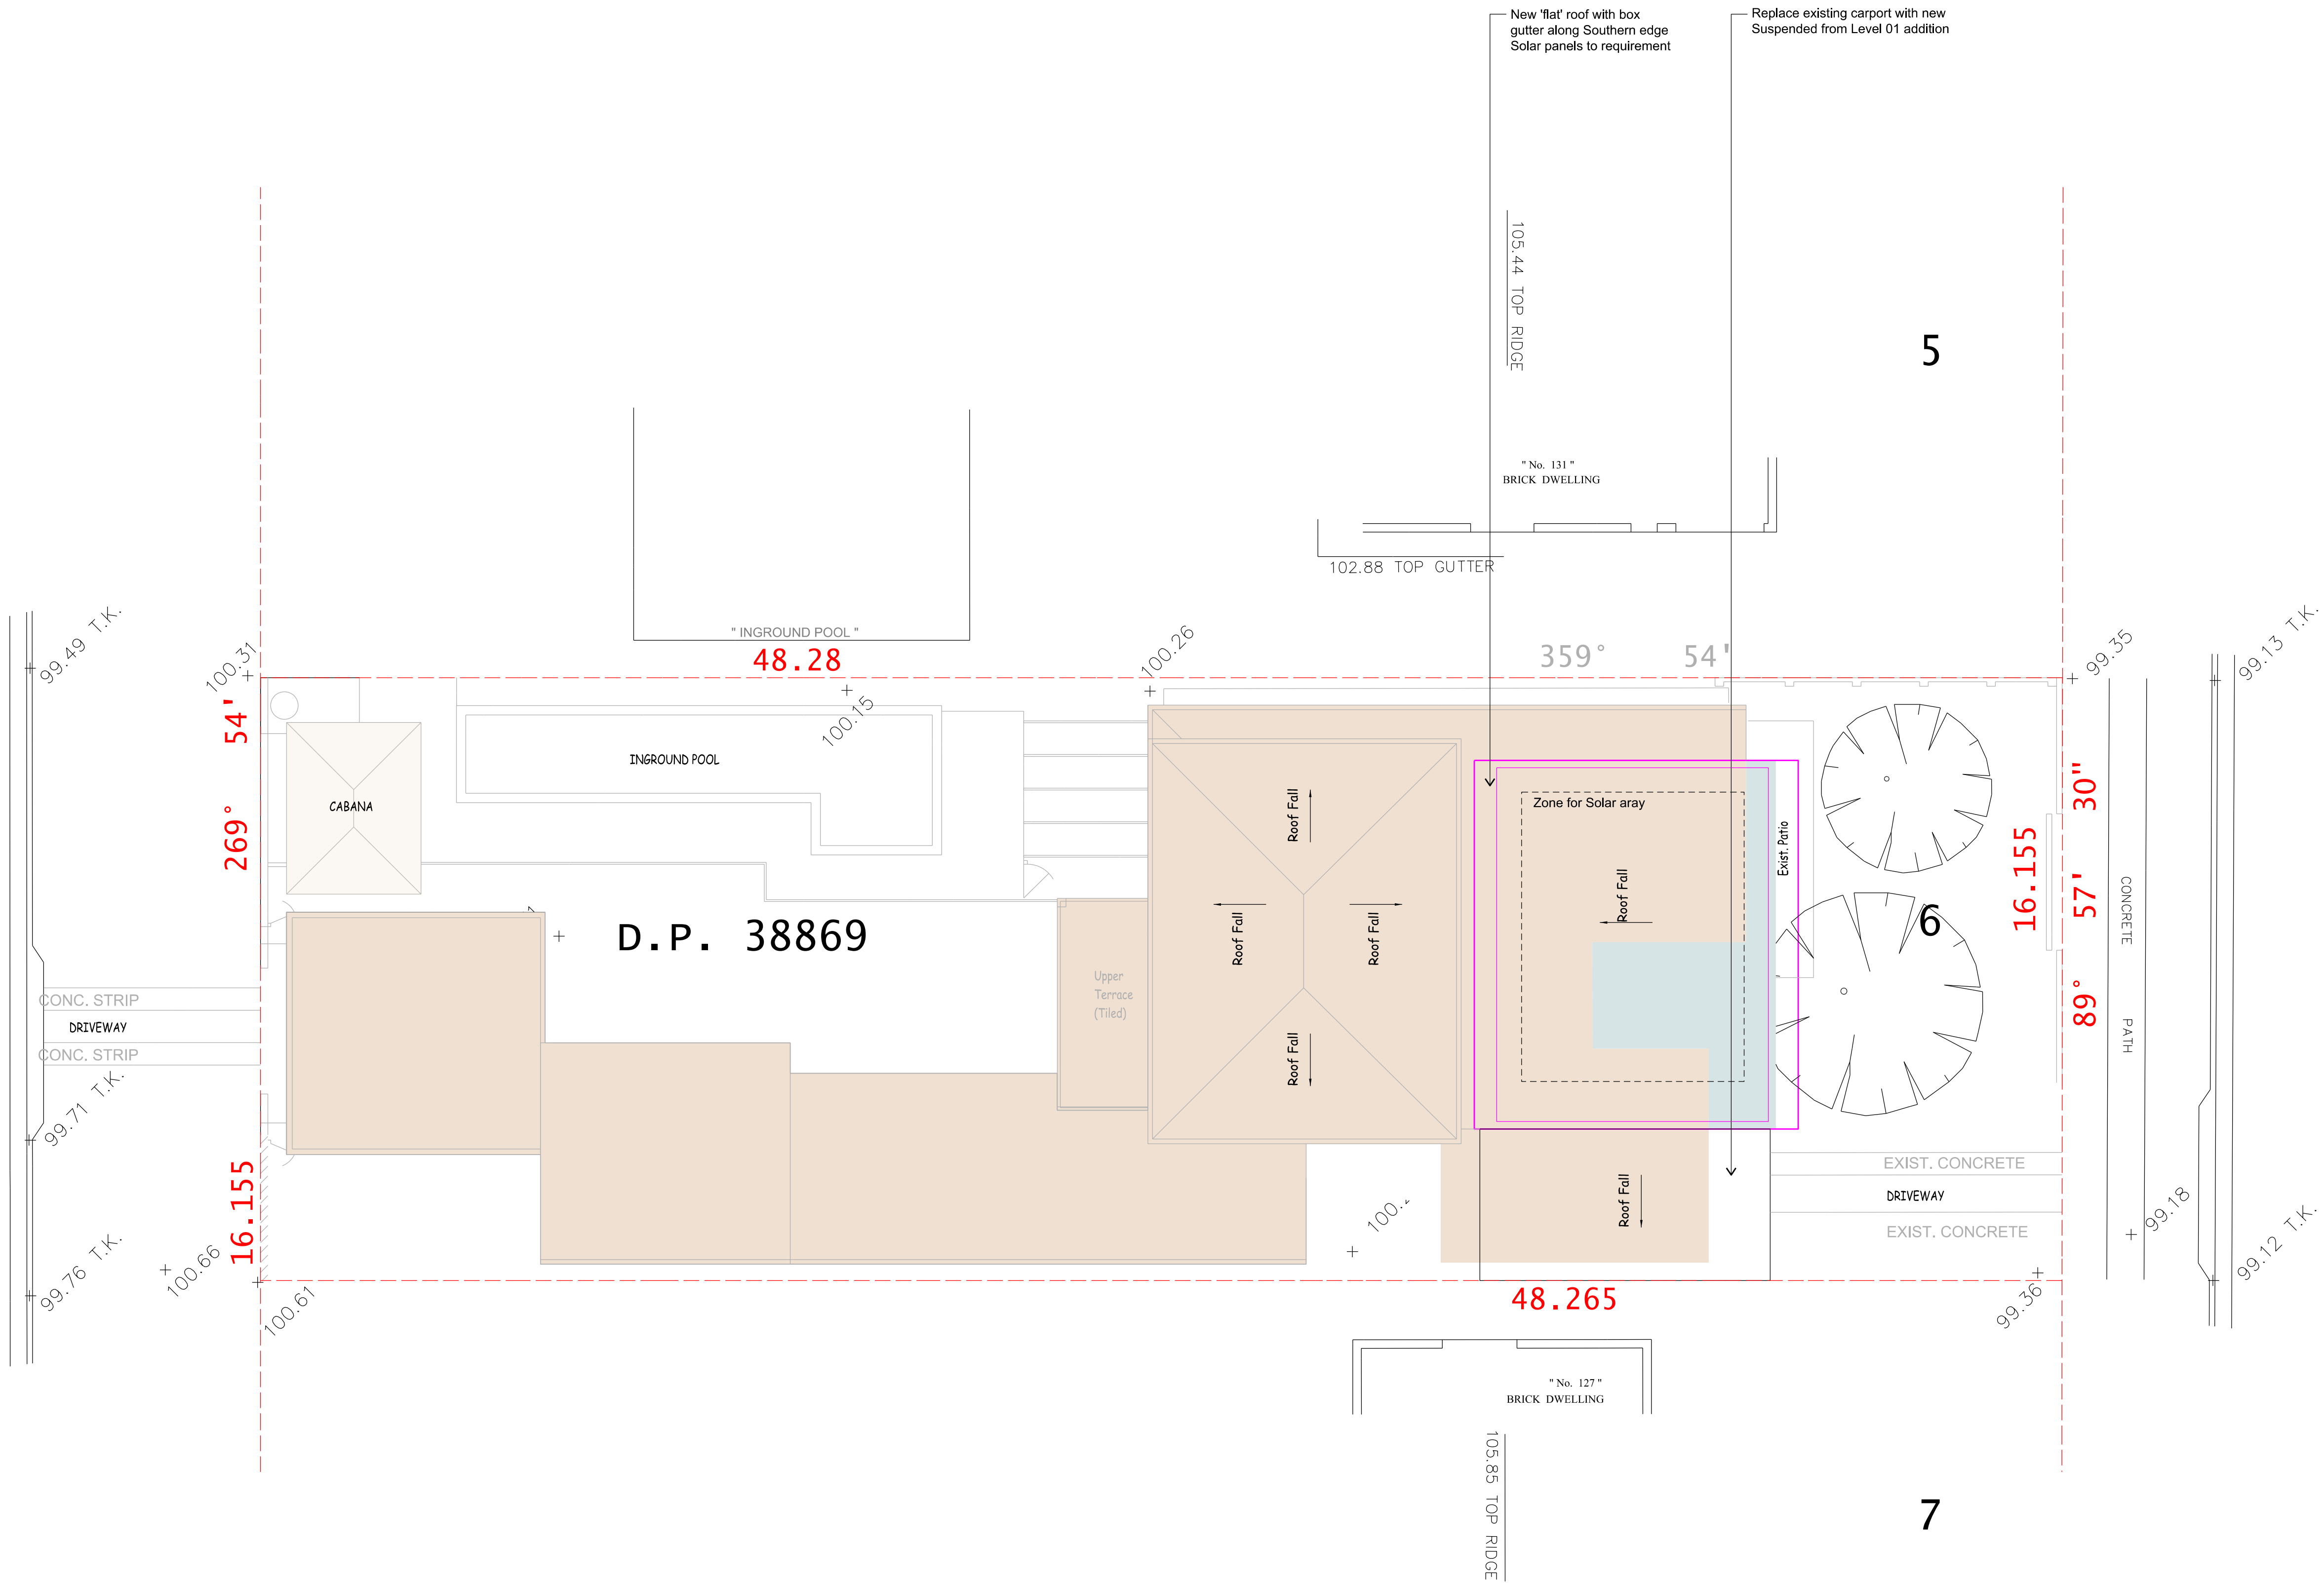 New 'flat' roof with box
gutter along Southern edge
Solar panels to requirement
Replace existing carport with new
Suspended from Level 01 addition
105.44 TOP RIDGE
5
" No. 131 "
BRICK DWELLING
102.88 TOP GUTTER
" INGROUND POOL "
48.28
359° 54'
99.49 T.K.
100.31
100.26
99.35
99.13 T.K.
100.15
269° 54'
INGROUND POOL
CABANA
Zone for Solar aray
Roof Fall
Roof Fall
Roof Fall
Roof Fall
Roof Fall
Exist. Patio
16.155
89° 57' 30"
CONCRETE PATH
6
D.P. 38869
Upper
Terrace
(Tiled)
CONC. STRIP
DRIVEWAY
CONC. STRIP
99.71 T.K.
16.155
Roof Fall
EXIST. CONCRETE
DRIVEWAY
EXIST. CONCRETE
99.18
99.12 T.K.
99.76 T.K.
100.66
100.61
48.265
99.36
" No. 127 "
BRICK DWELLING
105.85 TOP RIDGE
7